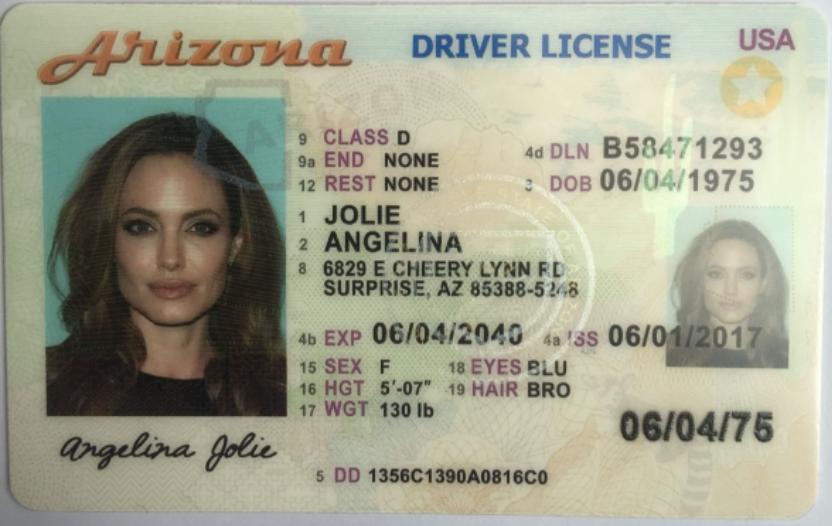 Arizona DRIVER LICENSE USA
9 CLASS D
9a END NONE
4d DLN B58471293
12 REST NONE
3 DOB 06/04/1975
1 JOLIE
2 ANGELINA
8 6829 E CHEERY LYNN RD
SURPRISE, AZ 85388-5248
4b EXP 06/04/2040 4a ISS 06/01/2017
15 SEX F 18 EYES BLU
16 HGT 5'-07" 19 HAIR BRO
17 WGT 130 lb
06/04/75
Angelina Jolie
5 DD 1356C1390A0816C0